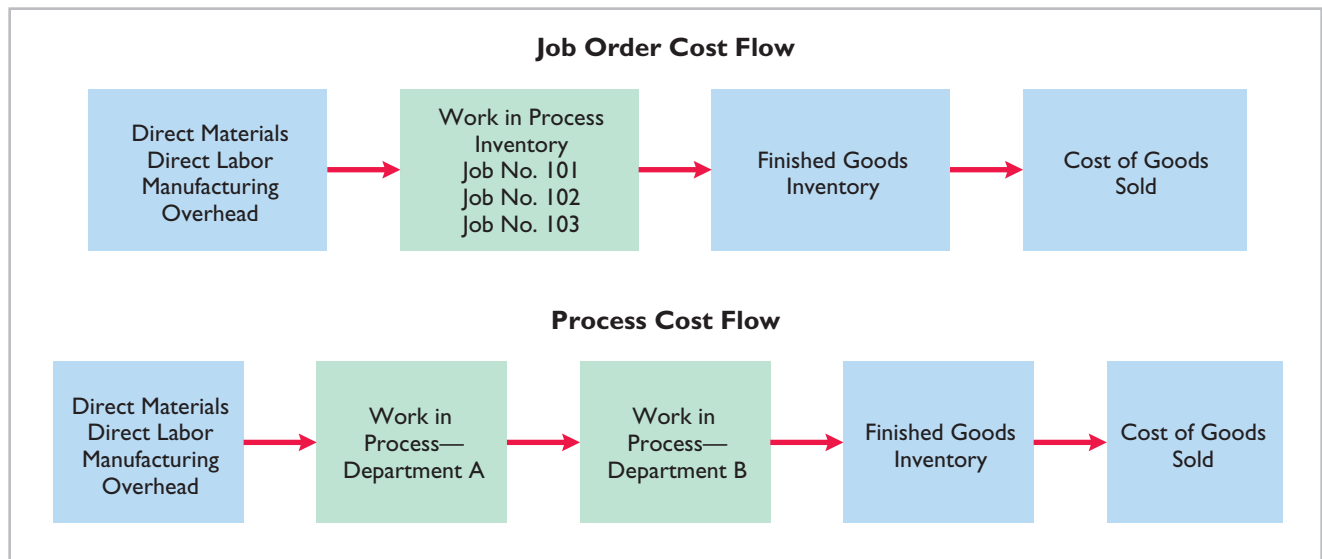 Job Order Cost Flow
Direct Materials
Direct Labor
Manufacturing
Overhead
Work in Process
Inventory
Job No. 101
Job No. 102
Job No. 103
Finished Goods
Inventory
Cost of Goods
Sold
Process Cost Flow
Direct Materials
Direct Labor
Manufacturing
Overhead
Work in
Process—
Department A
Work in
Process—
Department B
Finished Goods
Inventory
Cost of Goods
Sold